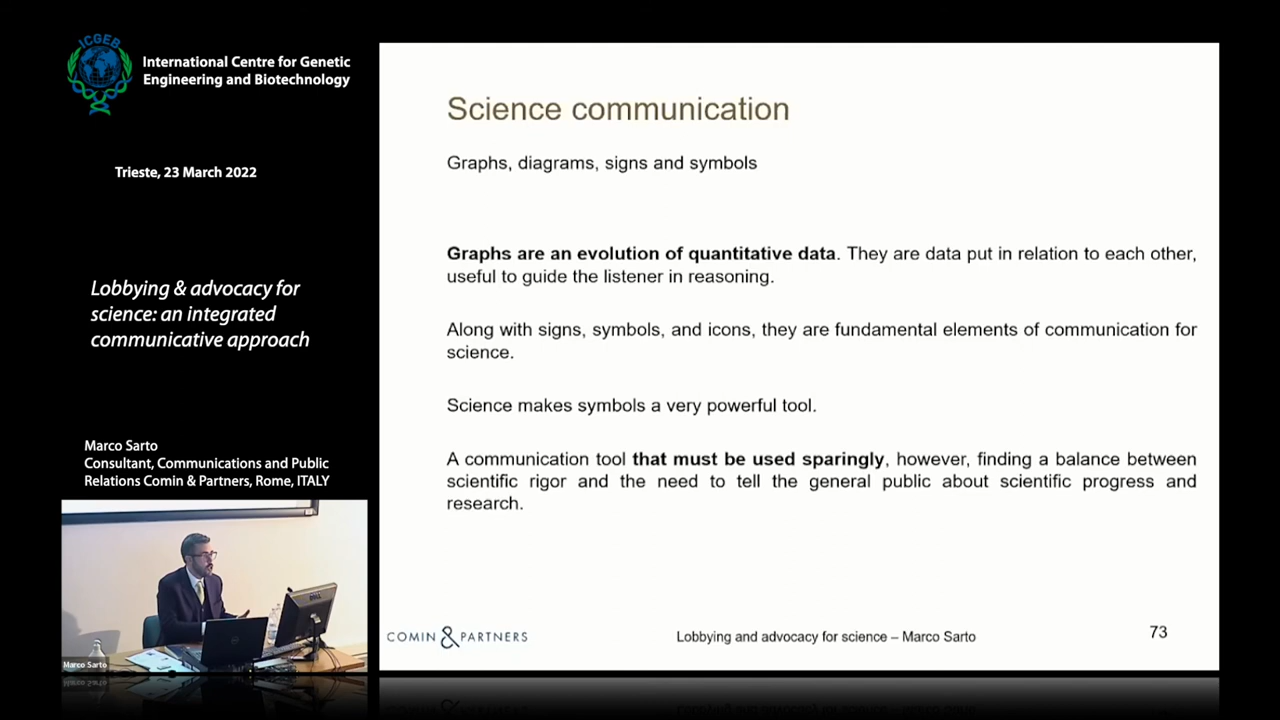 ICGEB
International Centre for Genetic
Engineering and Biotechnology
Trieste, 23 March 2022
Lobbying & advocacy for
science: an integrated
communicative approach
Marco Sarto
Consultant, Communications and Public
Relations Comin & Partners, Rome, ITALY
Marco Sarto
Science communication
Graphs, diagrams, signs and symbols
Graphs are an evolution of quantitative data. They are data put in relation to each other,
useful to guide the listener in reasoning.
Along with signs, symbols, and icons, they are fundamental elements of communication for
science.
Science makes symbols a very powerful tool.
A communication tool that must be used sparingly, however, finding a balance between
scientific rigor and the need to tell the general public about scientific progress and
research.
COMIN & PARTNERS
Lobbying and advocacy for science – Marco Sarto
73